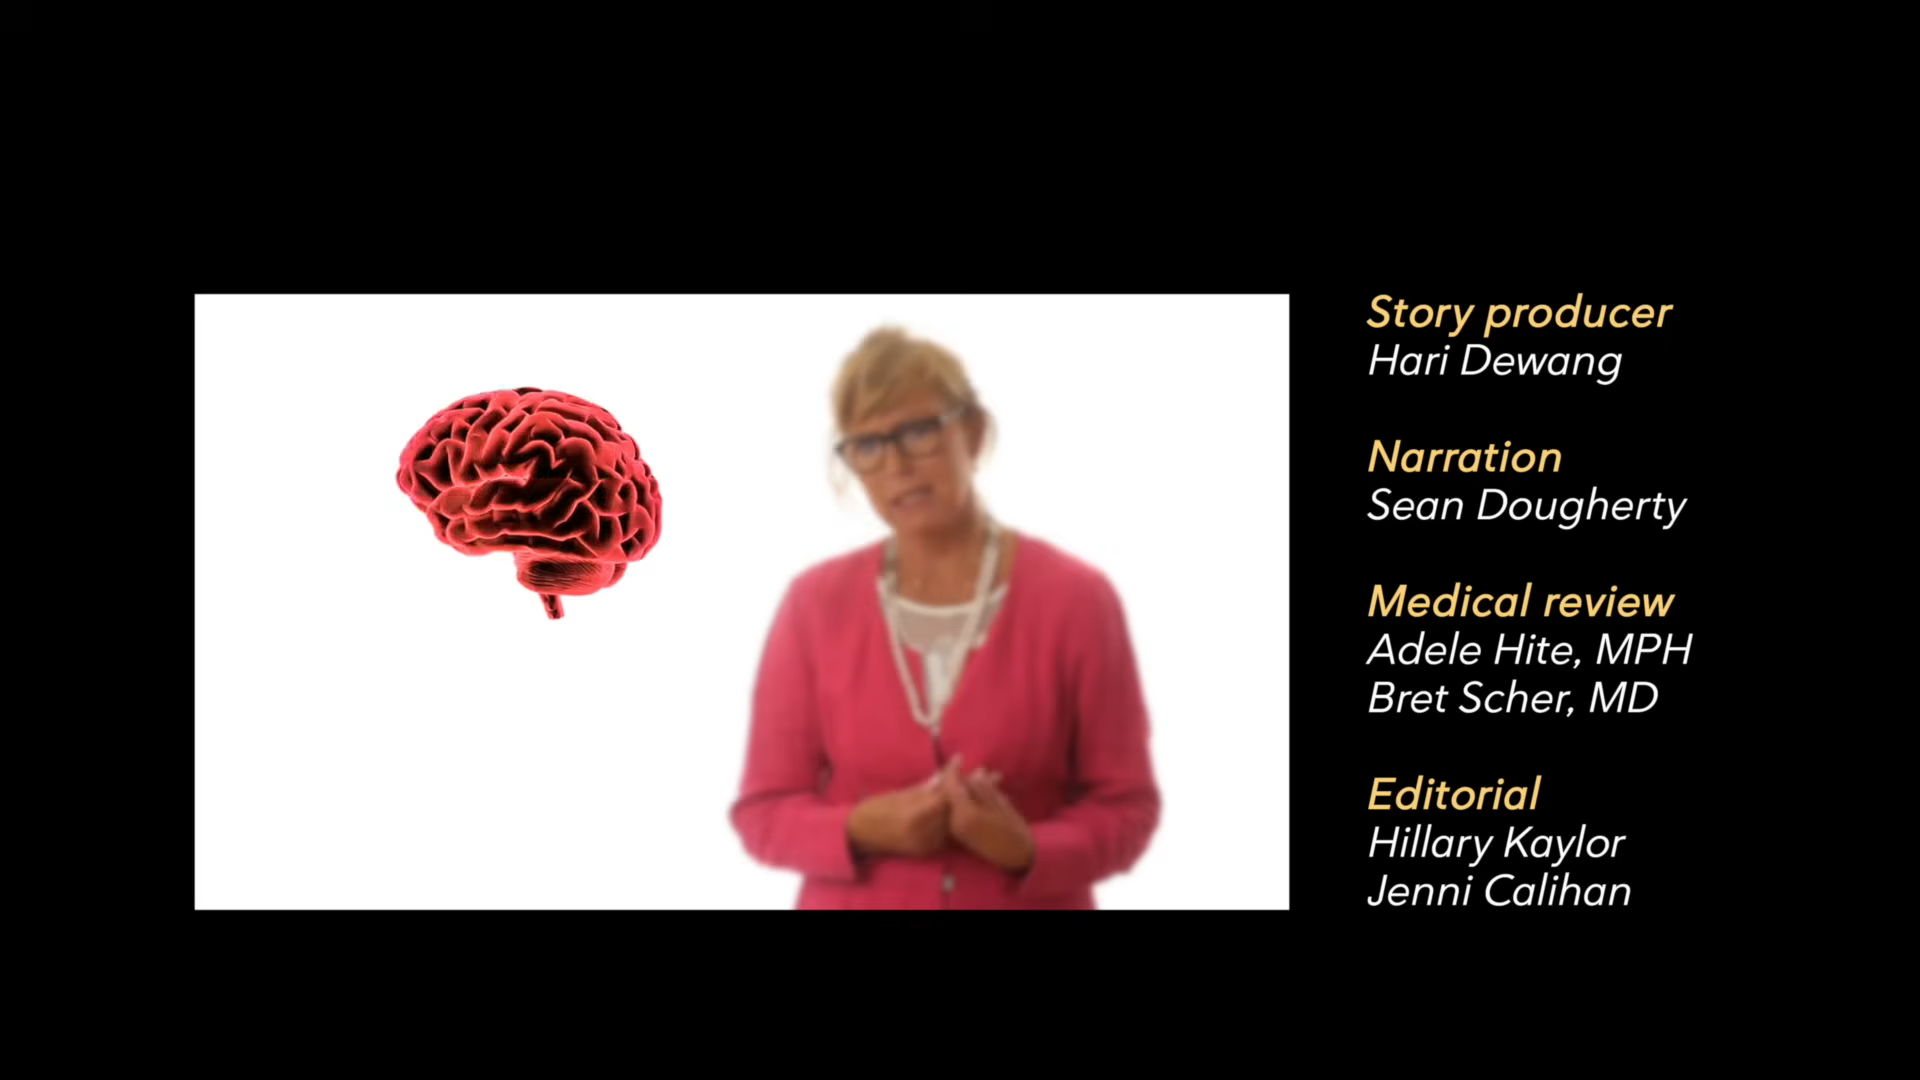 Story producer
Hari Dewang
Narration
Sean Dougherty
Medical review
Adele Hite, MPH
Bret Scher, MD
Editorial
Hillary Kaylor
Jenni Calihan